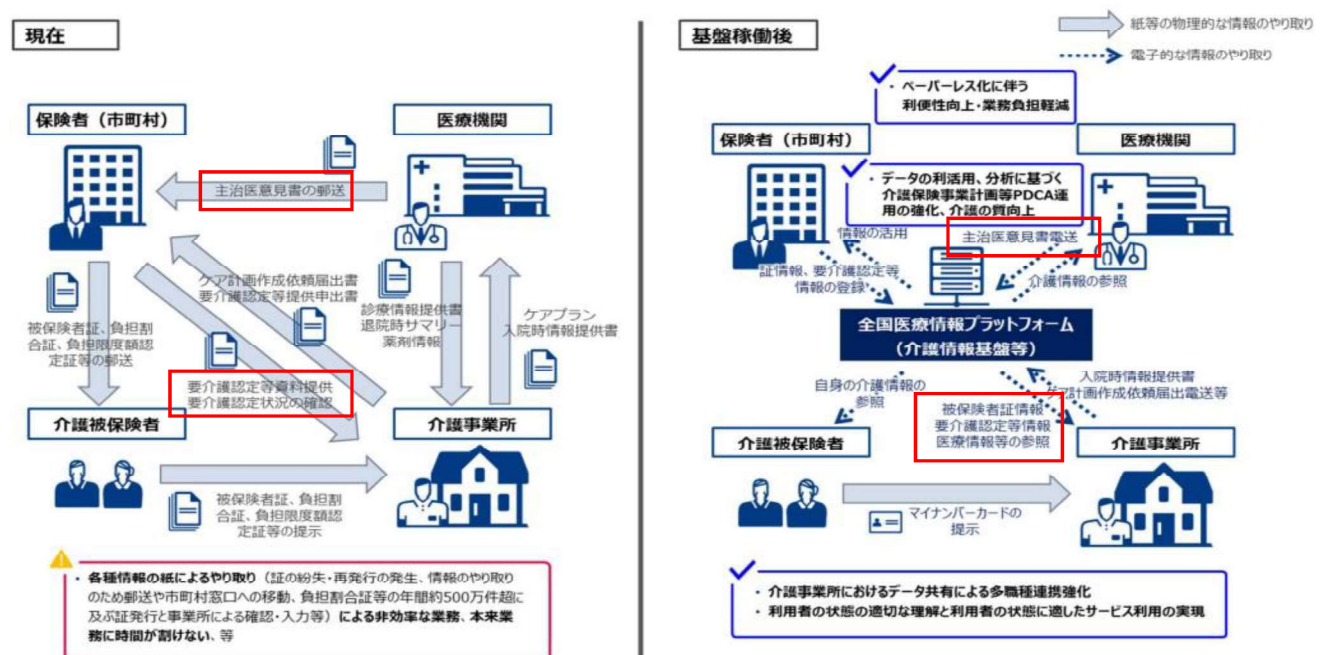 現在
保険者（市町村）
医療機関
主治医意見書の郵送
ケア計画作成依頼届出書
要介護認定等提供申出書
診療情報提供書
退院時サマリー
薬剤情報
ケアプラン
入院時情報提供書
被保険者証、負担割
合証、負担限度額認
定証等の郵送
要介護認定等資料提供
要介護認定状況の確認
介護被保険者
介護事業所
被保険者証、負担割
合証、負担限度額認
定証等の提示
・各種情報の紙によるやり取り（証の紛失・再発行の発生、情報のやり取り
のため郵送や市町村窓口への移動、負担割合証等の年間約500万件超に
及ぶ証発行と事業所による確認・入力等）による非効率な業務、本来業
務に時間が割けない、等
基盤稼働後
紙等の物理的な情報のやり取り
電子的な情報のやり取り
・ペーパーレス化に伴う
利便性向上・業務負担軽減
保険者（市町村）
医療機関
・データの利活用、分析に基づく
介護保険事業計画等PDCA運
用の強化、介護の質向上
情報の活用
主治医意見書電送
証情報、要介護認定等
情報の登録
介護情報の参照
全国医療情報プラットフォーム
（介護情報基盤等）
自身の介護情報の
参照
入院時情報提供書
ケア計画作成依頼届出電送等
被保険者証情報
要介護認定等情報
医療情報等の参照
介護被保険者
介護事業所
マイナンバーカードの
提示
・介護事業所におけるデータ共有による多職種連携強化
・利用者の状態の適切な理解と利用者の状態に適したサービス利用の実現